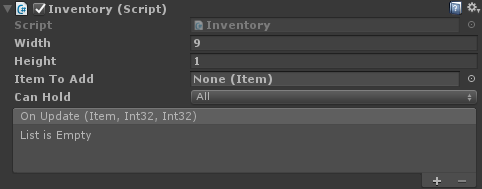 Inventory (Script)
Script Inventory
Width 9
Height 1
Item To Add None (Item)
Can Hold All
On Update (Item, Int32, Int32)
List is Empty